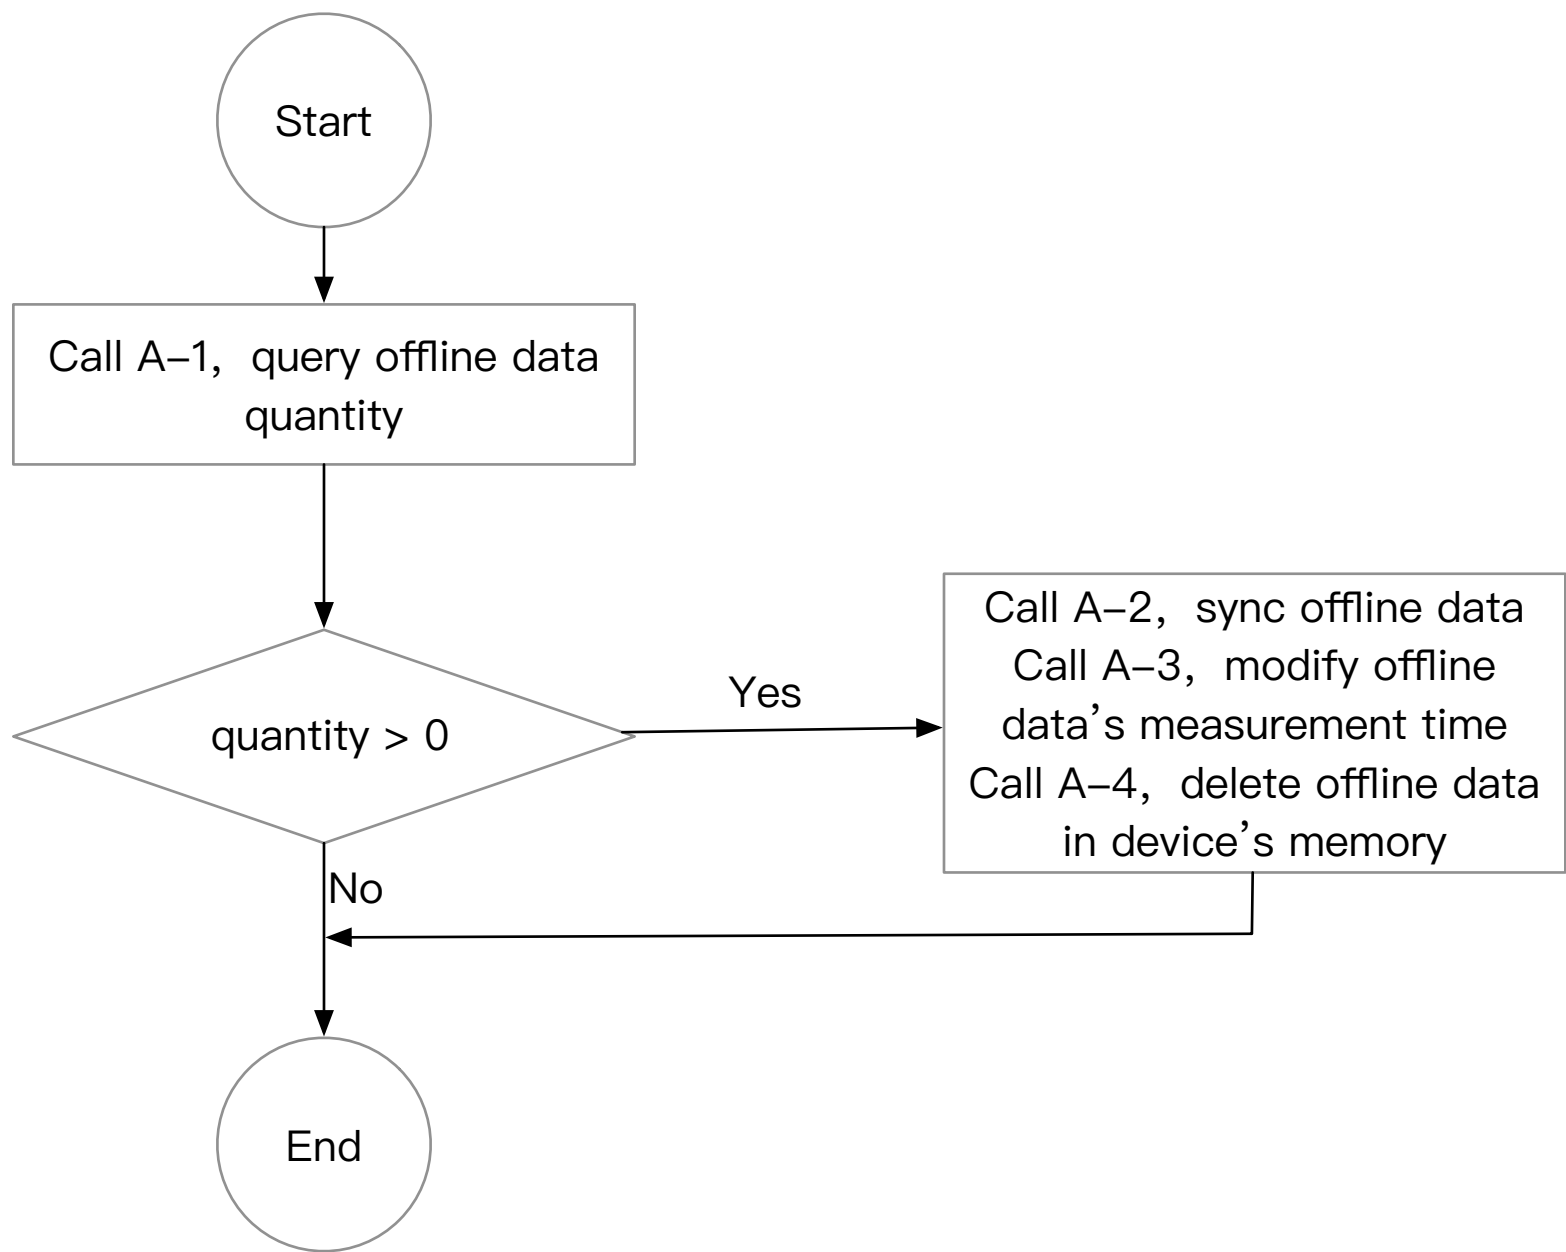 Start
Call A–1,  query offline data
quantity
quantity > 0
Yes
Call A–2,  sync offline data
Call A–3,  modify offline
data’s measurement time
Call A–4,  delete offline data
in device’s memory
No
End